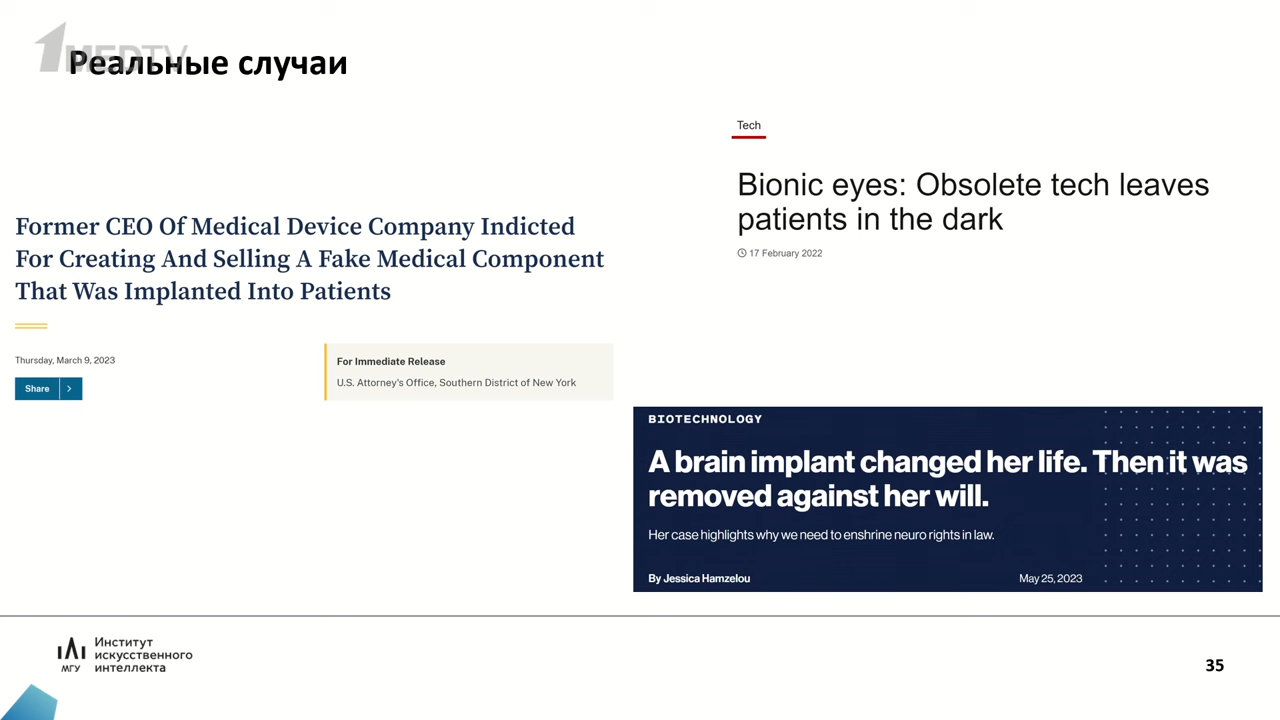 1MEDTV
Реальные случаи
Former CEO Of Medical Device Company Indicted
For Creating And Selling A Fake Medical Component
That Was Implanted Into Patients
Thursday, March 9, 2023
Share
For Immediate Release
U.S. Attorney's Office, Southern District of New York
Tech
Bionic eyes: Obsolete tech leaves
patients in the dark
17 February 2022
BIOTECHNOLOGY
A brain implant changed her life. Then it was
removed against her will.
Her case highlights why we need to enshrine neuro rights in law.
By Jessica Hamzelou
May 25, 2023
МГУ
Институт
искусственного
интеллекта
35